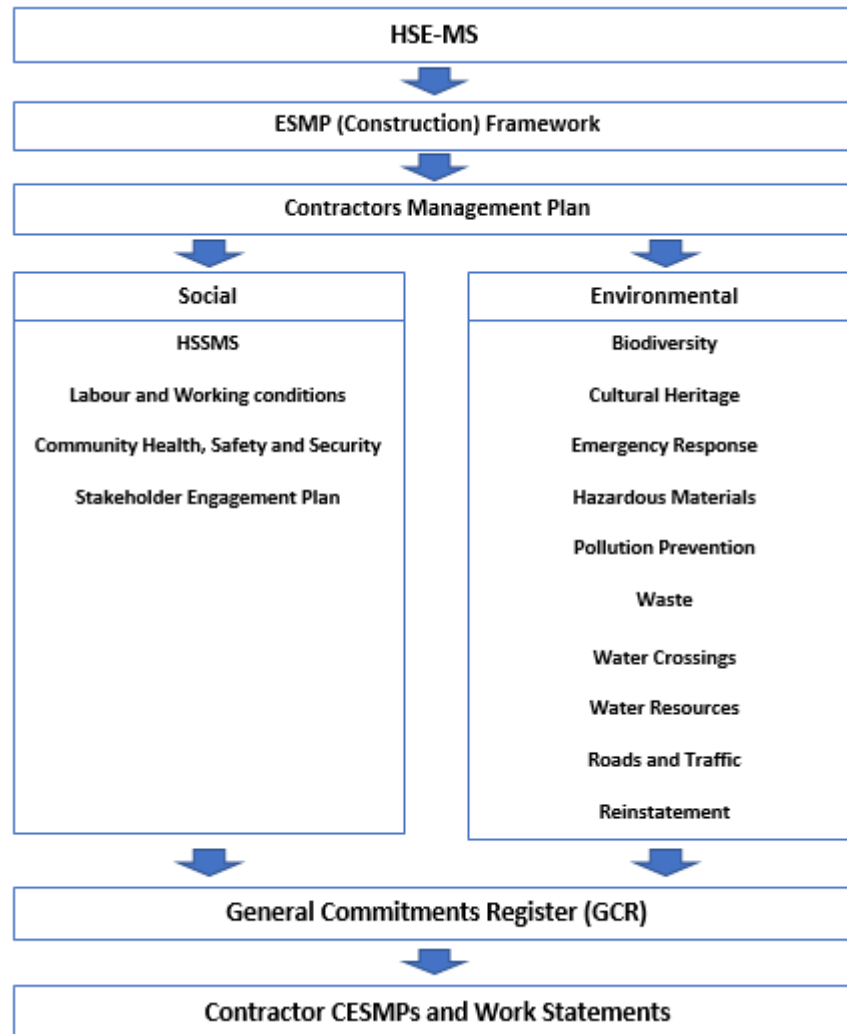 HSE-MS
ESMP (Construction) Framework
Contractors Management Plan
Social
HSSMS
Labour and Working conditions
Community Health, Safety and Security
Stakeholder Engagement Plan
Environmental
Biodiversity
Cultural Heritage
Emergency Response
Hazardous Materials
Pollution Prevention
Waste
Water Crossings
Water Resources
Roads and Traffic
Reinstatement
General Commitments Register (GCR)
Contractor CESMPs and Work Statements